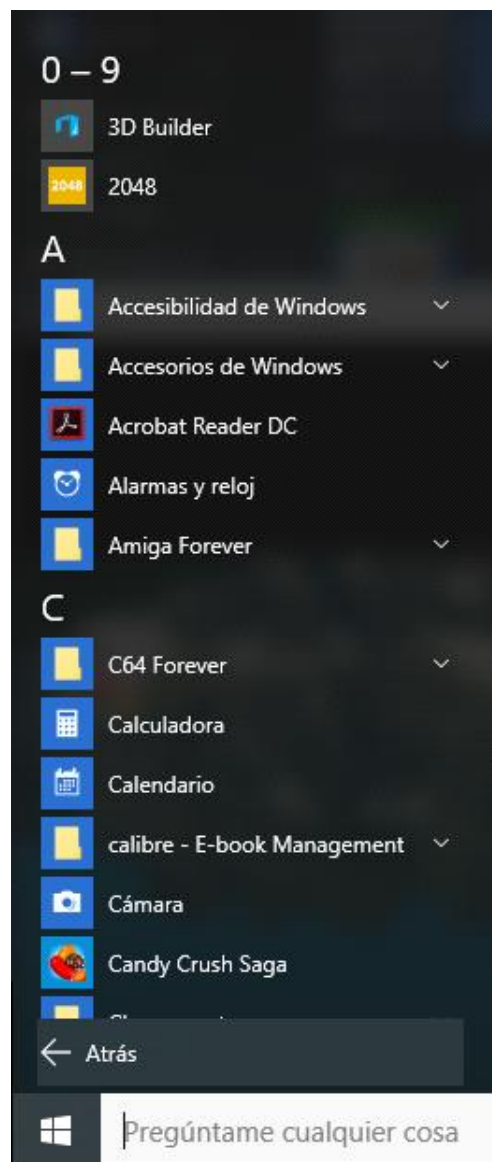 0 – 9
3D Builder
2048
2048
A
Accesibilidad de Windows
Accesorios de Windows
Acrobat Reader DC
Alarmas y reloj
Amiga Forever
C
C64 Forever
Calculadora
Calendario
calibre - E-book Management
Cámara
Candy Crush Saga
Atrás
Pregúntame cualquier cosa